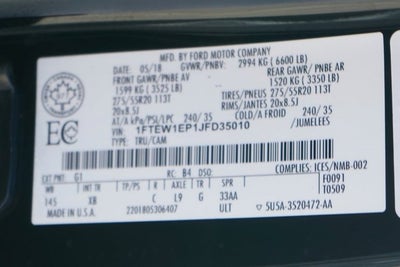 MFD. BY FORD MOTOR COMPANY
DATE: 05/18 GVWR/PNBV: 2994 KG (6600 LB)
FRONT GAWR/PNBE AV REAR GAWR/ PNBE AR
1599 KG (3525 LB) 1520 KG (3350 LB)
275/55R20 113T TIRES/PNEUS 275/55R20 113T
20x8.5J RIMS/JANTES 20x8.5J
AT/A kPa/PSI/LPC 240/ 35 COLD/A FROID 240/ 35
VIN: 1FTEW1EP1JFD35010 /JUMELEES
TYPE: TRU/CAM
EC
COMPLIES: ICES/NMB-002
EXT PNT: G1 RC: B4 DSO: F0091
WB INT TR TP/PS R AXLE TR SPR T0509
145 XB C L9 G 33AA
MADE IN U.S.A. 2201805306407 ULT ▽ 5U5A-3520472-AA